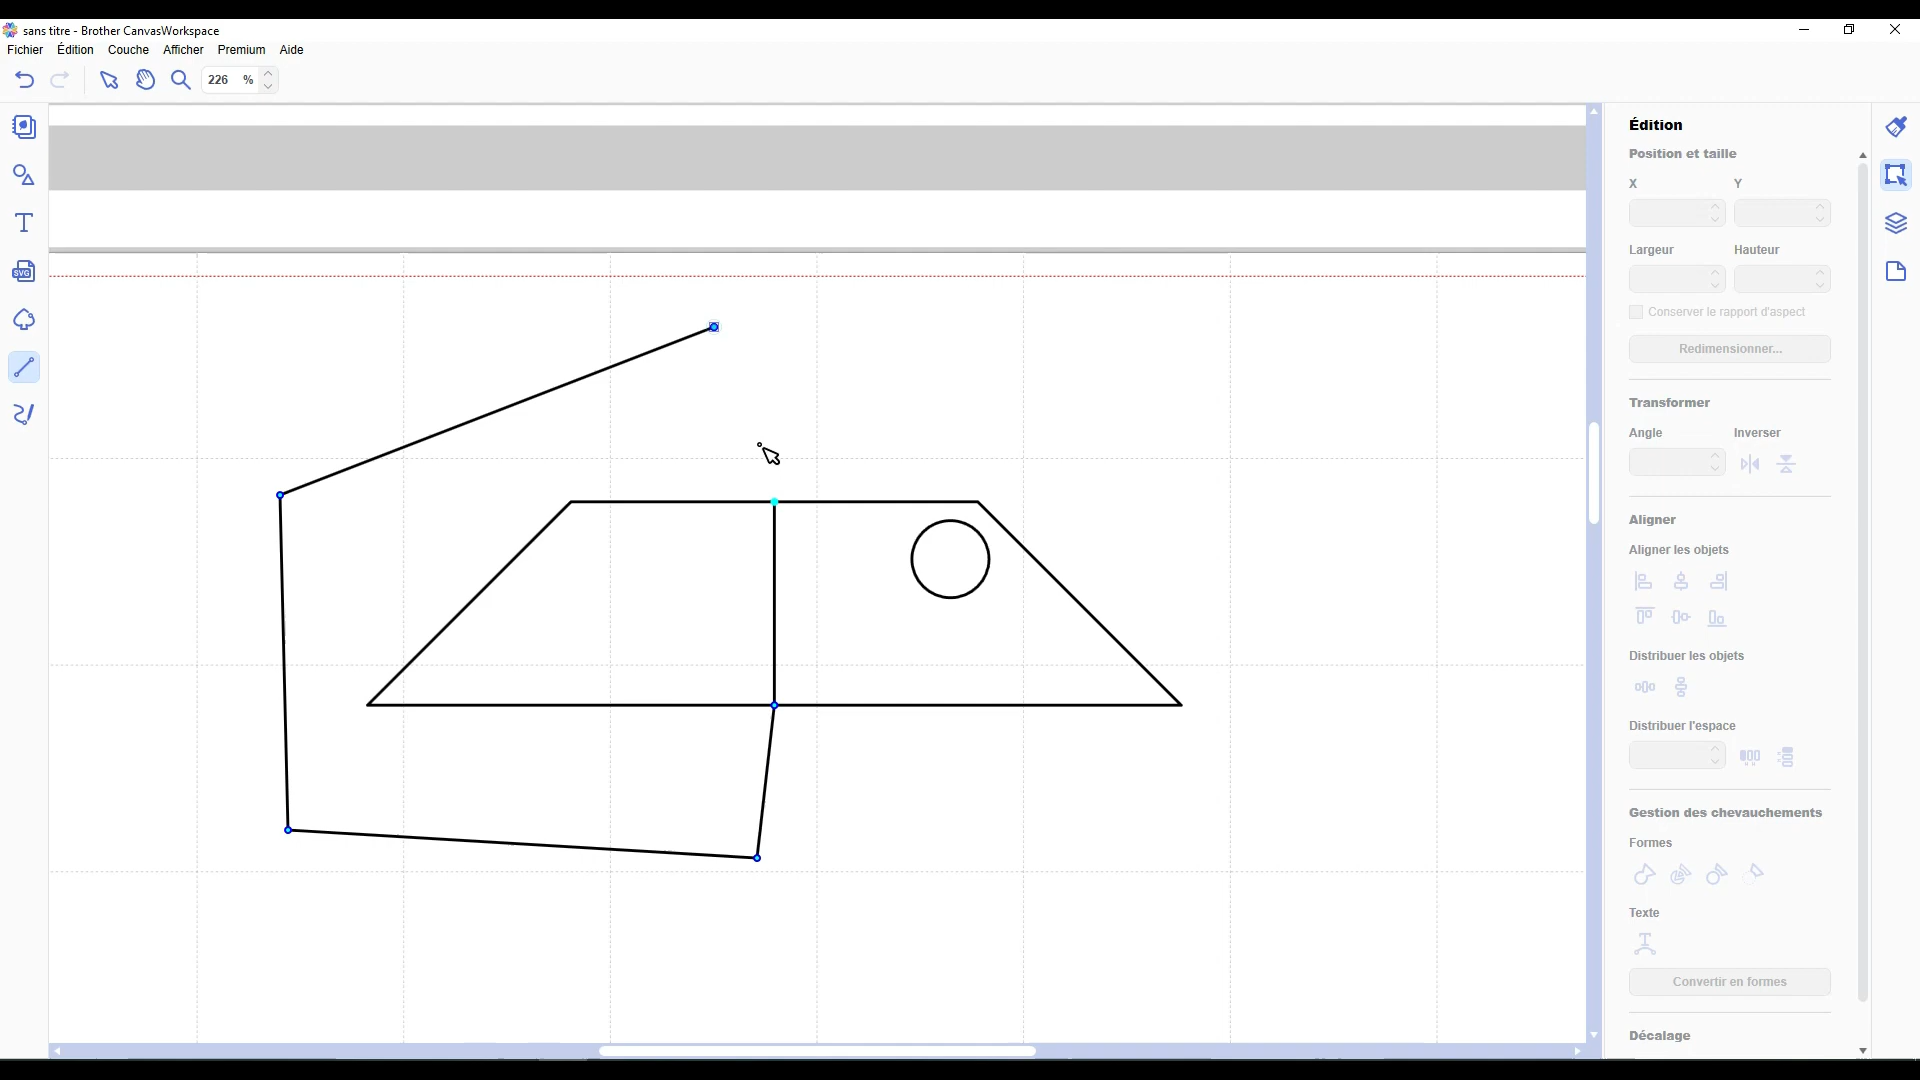 sans titre - Brother CanvasWorkspace
Fichier Édition Couche Afficher Premium Aide
226 %
SVG
Édition
Position et taille
X Y
Largeur Hauteur
Conserver le rapport d'aspect
Redimensionner...
Transformer
Angle Inverser
Aligner
Aligner les objets
Distribuer les objets
Distribuer l'espace
Gestion des chevauchements
Formes
Texte
Convertir en formes
Décalage